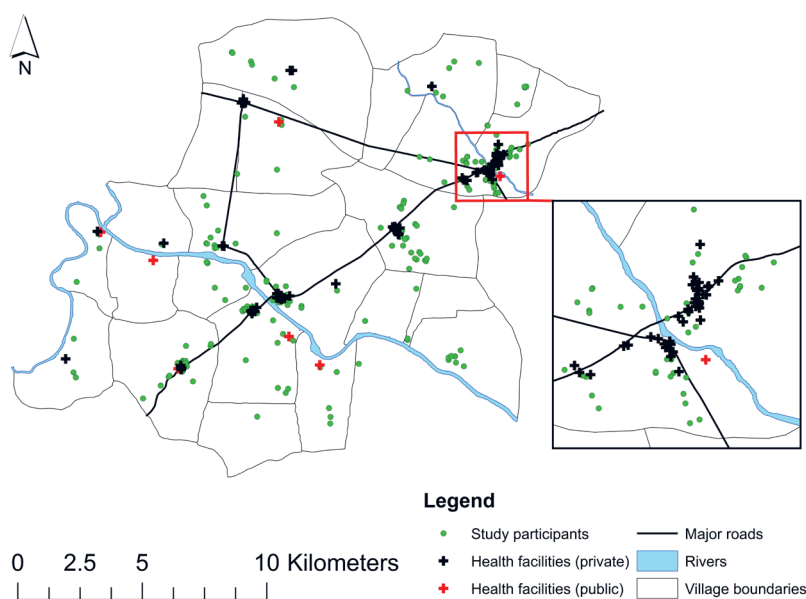 N
Legend
Study participants
Major roads
Health facilities (private)
Rivers
Health facilities (public)
Village boundaries
0 2.5 5 10 Kilometers